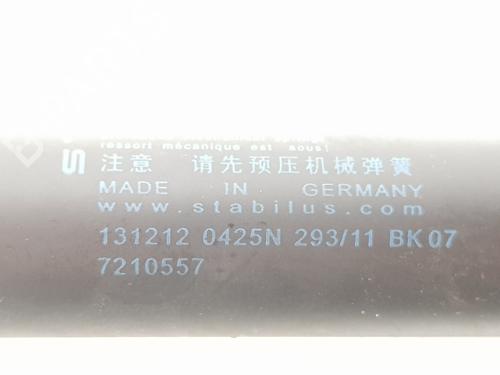 ressort mécanique est sous!
S
注意 请先预压机械弹簧
MADE IN GERMANY
www.stabilus.com
131212 0425N 293/11 BK07
7210557